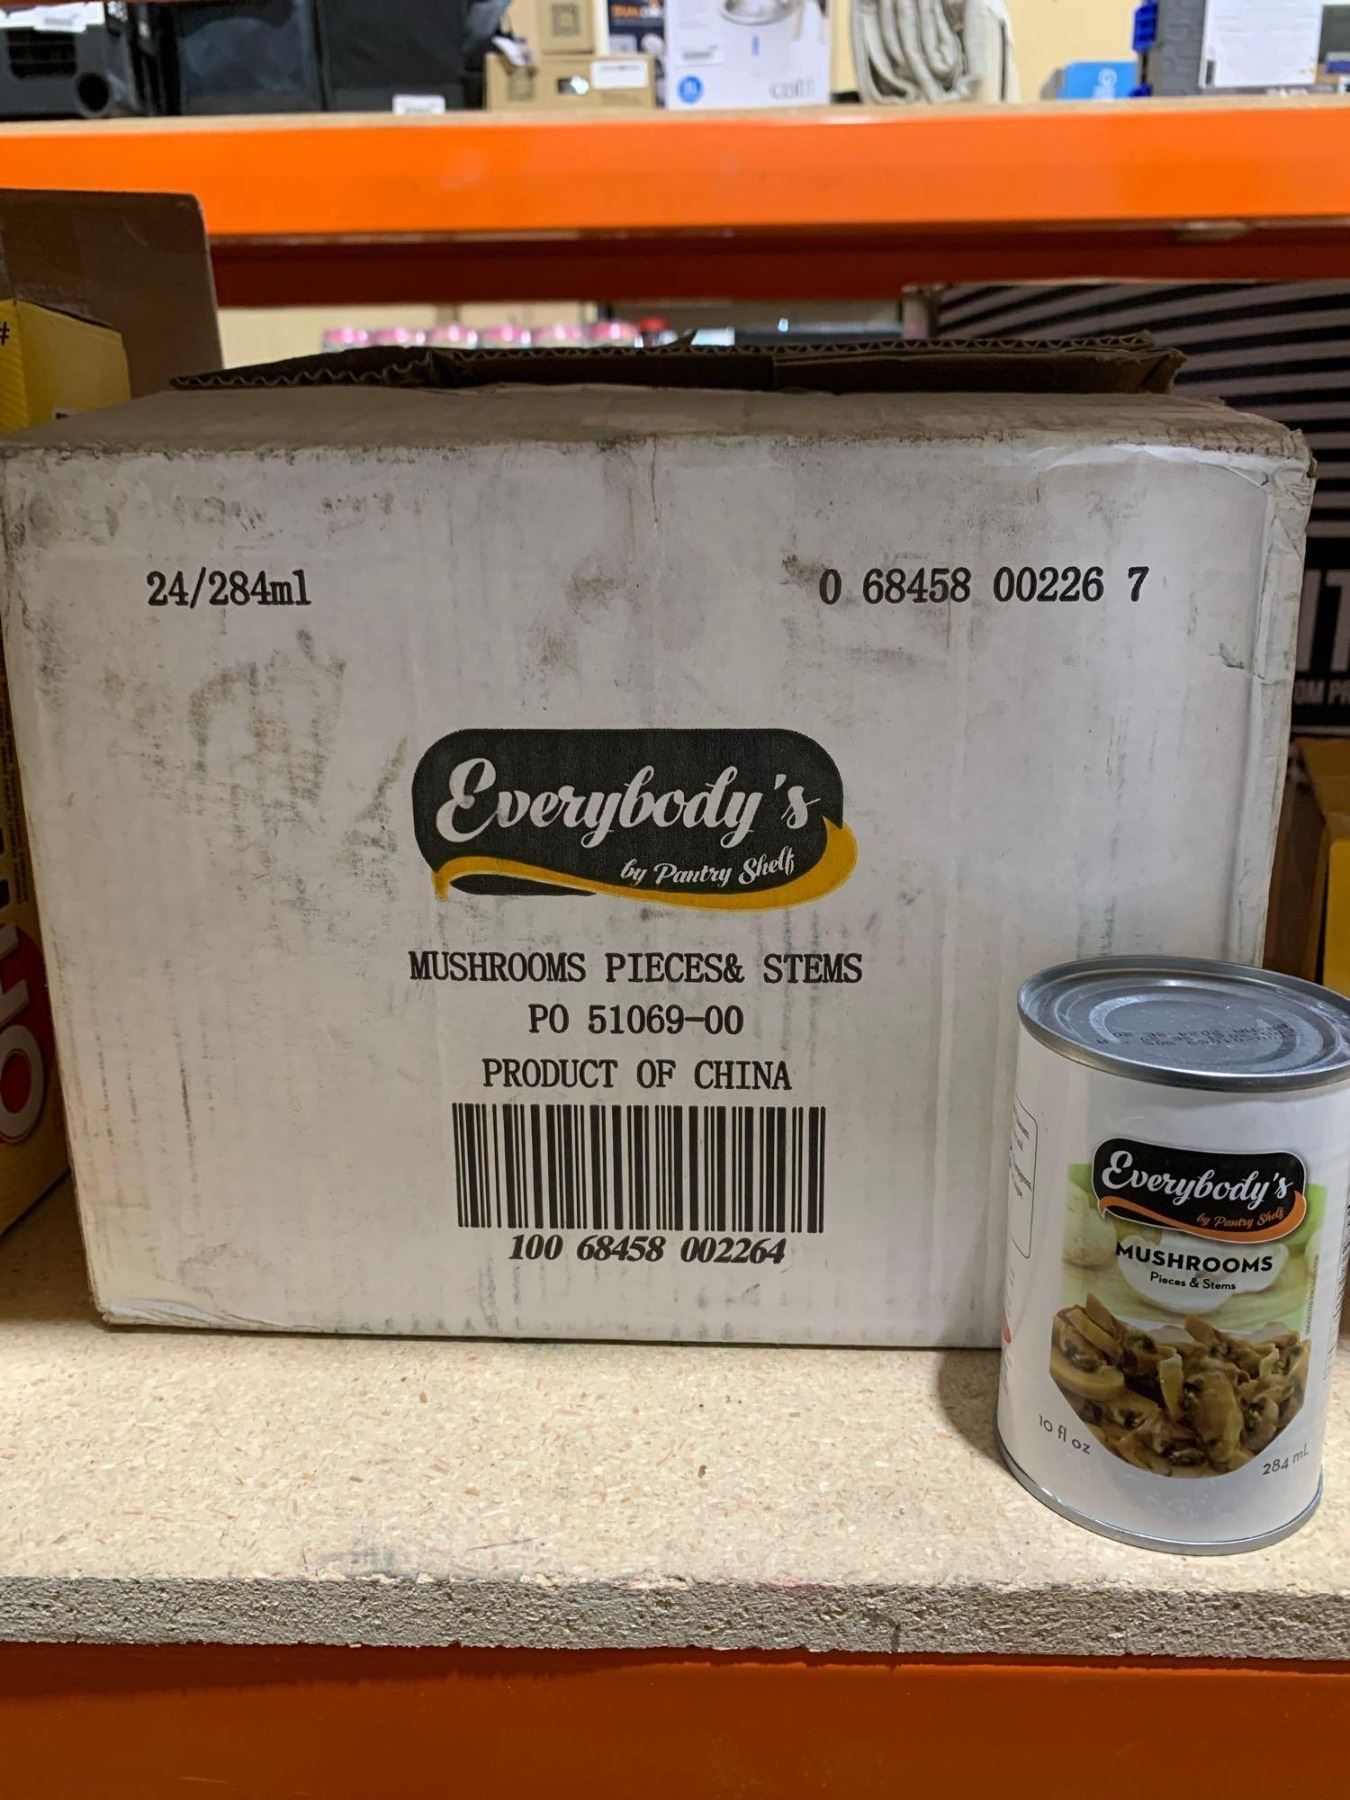 24/284ml
0 68458 00226 7
Everybody's
by Pantry Shelf
MUSHROOMS PIECES& STEMS
PO 51069-00
PRODUCT OF CHINA
100 68458 002264
Everybody's
by Pantry Shelf
MUSHROOMS
Pieces & Stems
10 fl oz
284 mL